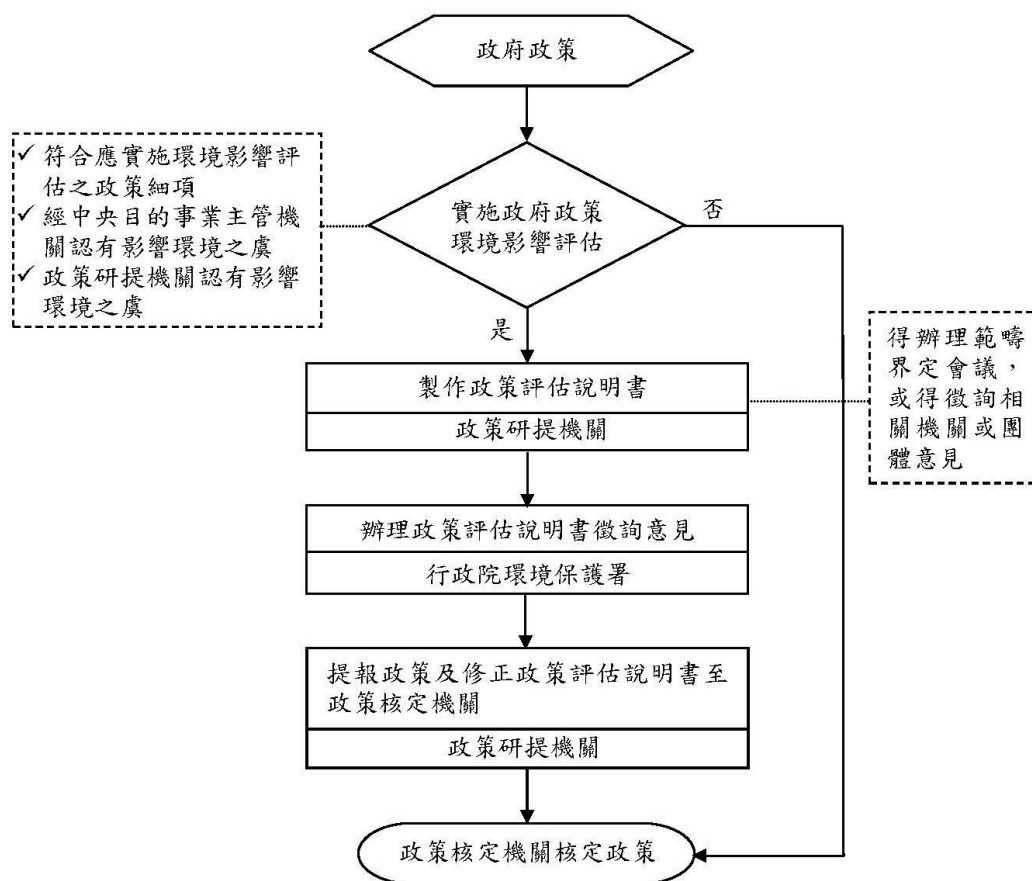 政府政策
✓ 符合應實施環境影響評
估之政策細項
✓ 經中央目的事業主管機
關認有影響環境之虞
✓ 政策研提機關認有影響
環境之虞
實施政府政策
環境影響評估
否
是
得辦理範疇
界定會議，
或得徵詢相
關機關或團
體意見
製作政策評估說明書
政策研提機關
辦理政策評估說明書徵詢意見
行政院環境保護署
提報政策及修正政策評估說明書至
政策核定機關
政策研提機關
政策核定機關核定政策